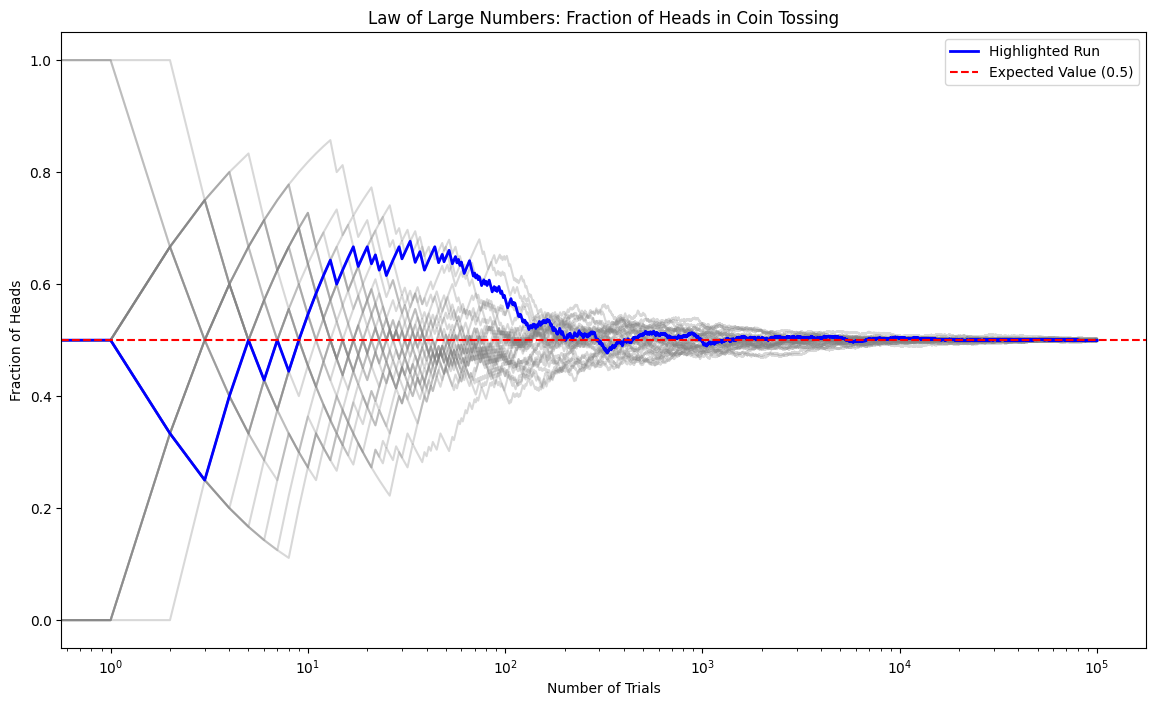 Law of Large Numbers: Fraction of Heads in Coin Tossing
Highlighted Run
Expected Value (0.5)
Fraction of Heads
1.0
0.8
0.6
0.4
0.2
0.0
10⁰
10¹
10²
10³
10⁴
10⁵
Number of Trials